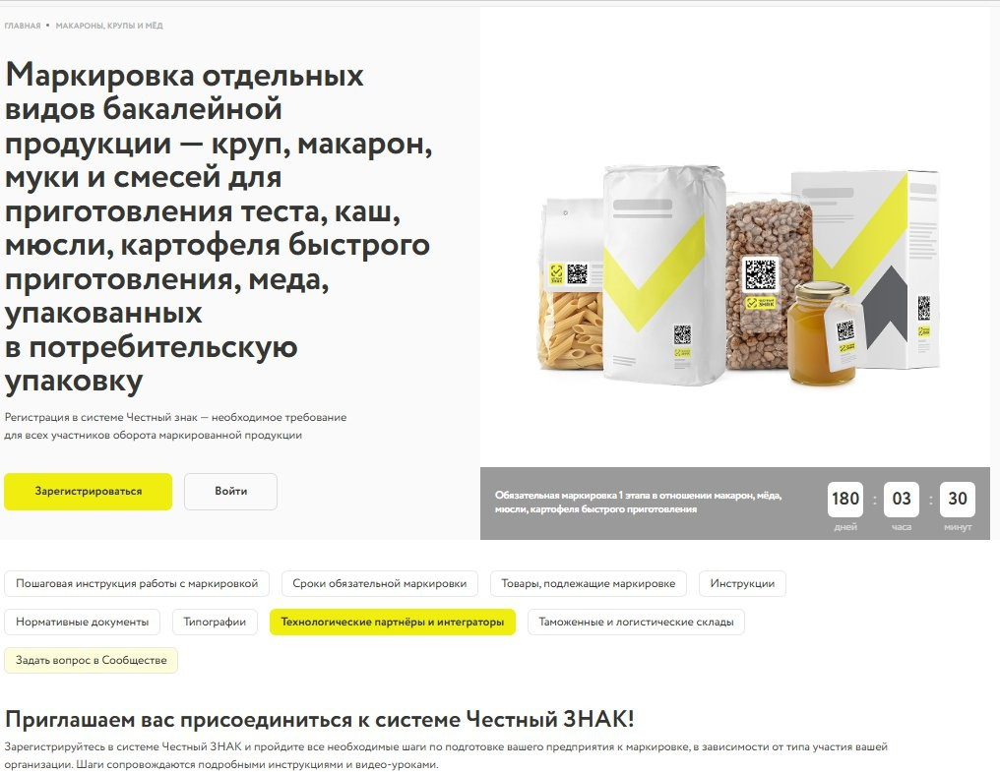 ГЛАВНАЯ • МАКАРОНЫ, КРУПЫ И МЁД
Маркировка отдельных
видов бакалейной
продукции — круп, макарон,
муки и смесей для
приготовления теста, каш,
мюсли, картофеля быстрого
приготовления, меда,
упакованных
в потребительскую
упаковку
Регистрация в системе Честный знак — необходимое требование
для всех участников оборота маркированной продукции
Зарегистрироваться
Войти
ЧЕСТНЫЙ
ЗНАК
Обязательная маркировка 1 этапа в отношении макарон, мёда,
мюсли, картофеля быстрого приготовления
180 : 03 : 30
дней часа минут
Пошаговая инструкция работы с маркировкой
Сроки обязательной маркировки
Товары, подлежащие маркировке
Инструкции
Нормативные документы
Типографии
Технологические партнёры и интеграторы
Таможенные и логистические склады
Задать вопрос в Сообществе
Приглашаем вас присоединиться к системе Честный ЗНАК!
Зарегистрируйтесь в системе Честный ЗНАК и пройдите все необходимые шаги по подготовке вашего предприятия к маркировке, в зависимости от типа участия вашей
организации. Шаги сопровождаются подробными инструкциями и видео-уроками.